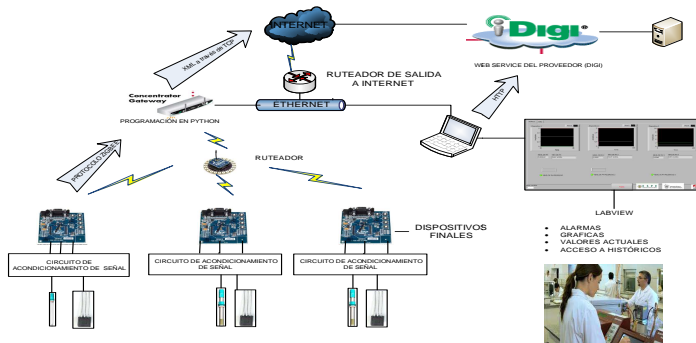 INTERNET
iDigi®
WEB SERVICE DEL PROVEEDOR (DIGI)
XML a través de TCP
RUTEADOR DE SALIDA
A INTERNET
Concentrator
Gateway
ETHERNET
HTTP
PROGRAMACIÓN EN PYTHON
PROTOCOLO ZIGBEE
RUTEADOR
LABVIEW
• ALARMAS
• GRAFICAS
• VALORES ACTUALES
• ACCESO A HISTÓRICOS
DISPOSITIVOS
FINALES
CIRCUITO DE
ACONDICIONAMIENTO DE SEÑAL
CIRCUITO DE ACONDICIONAMIENTO
DE SEÑAL
CIRCUITO DE ACONDICIONAMIENTO
DE SEÑAL